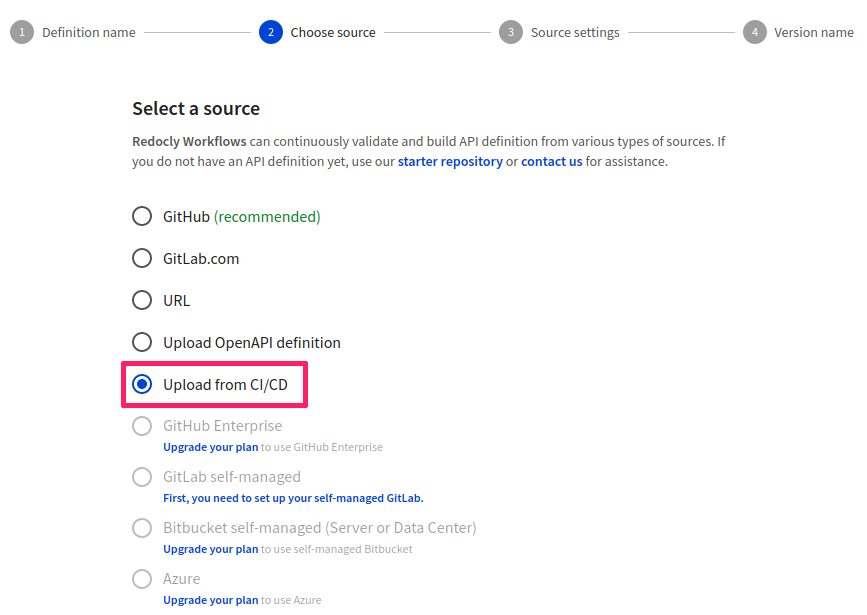 1 Definition name 2 Choose source 3 Source settings 4 Version name
Select a source
Redocly Workflows can continuously validate and build API definition from various types of sources. If
you do not have an API definition yet, use our starter repository or contact us for assistance.
GitHub (recommended)
GitLab.com
URL
Upload OpenAPI definition
Upload from CI/CD
GitHub Enterprise
Upgrade your plan to use GitHub Enterprise
GitLab self-managed
First, you need to set up your self-managed GitLab.
Bitbucket self-managed (Server or Data Center)
Upgrade your plan to use self-managed Bitbucket
Azure
Upgrade your plan to use Azure